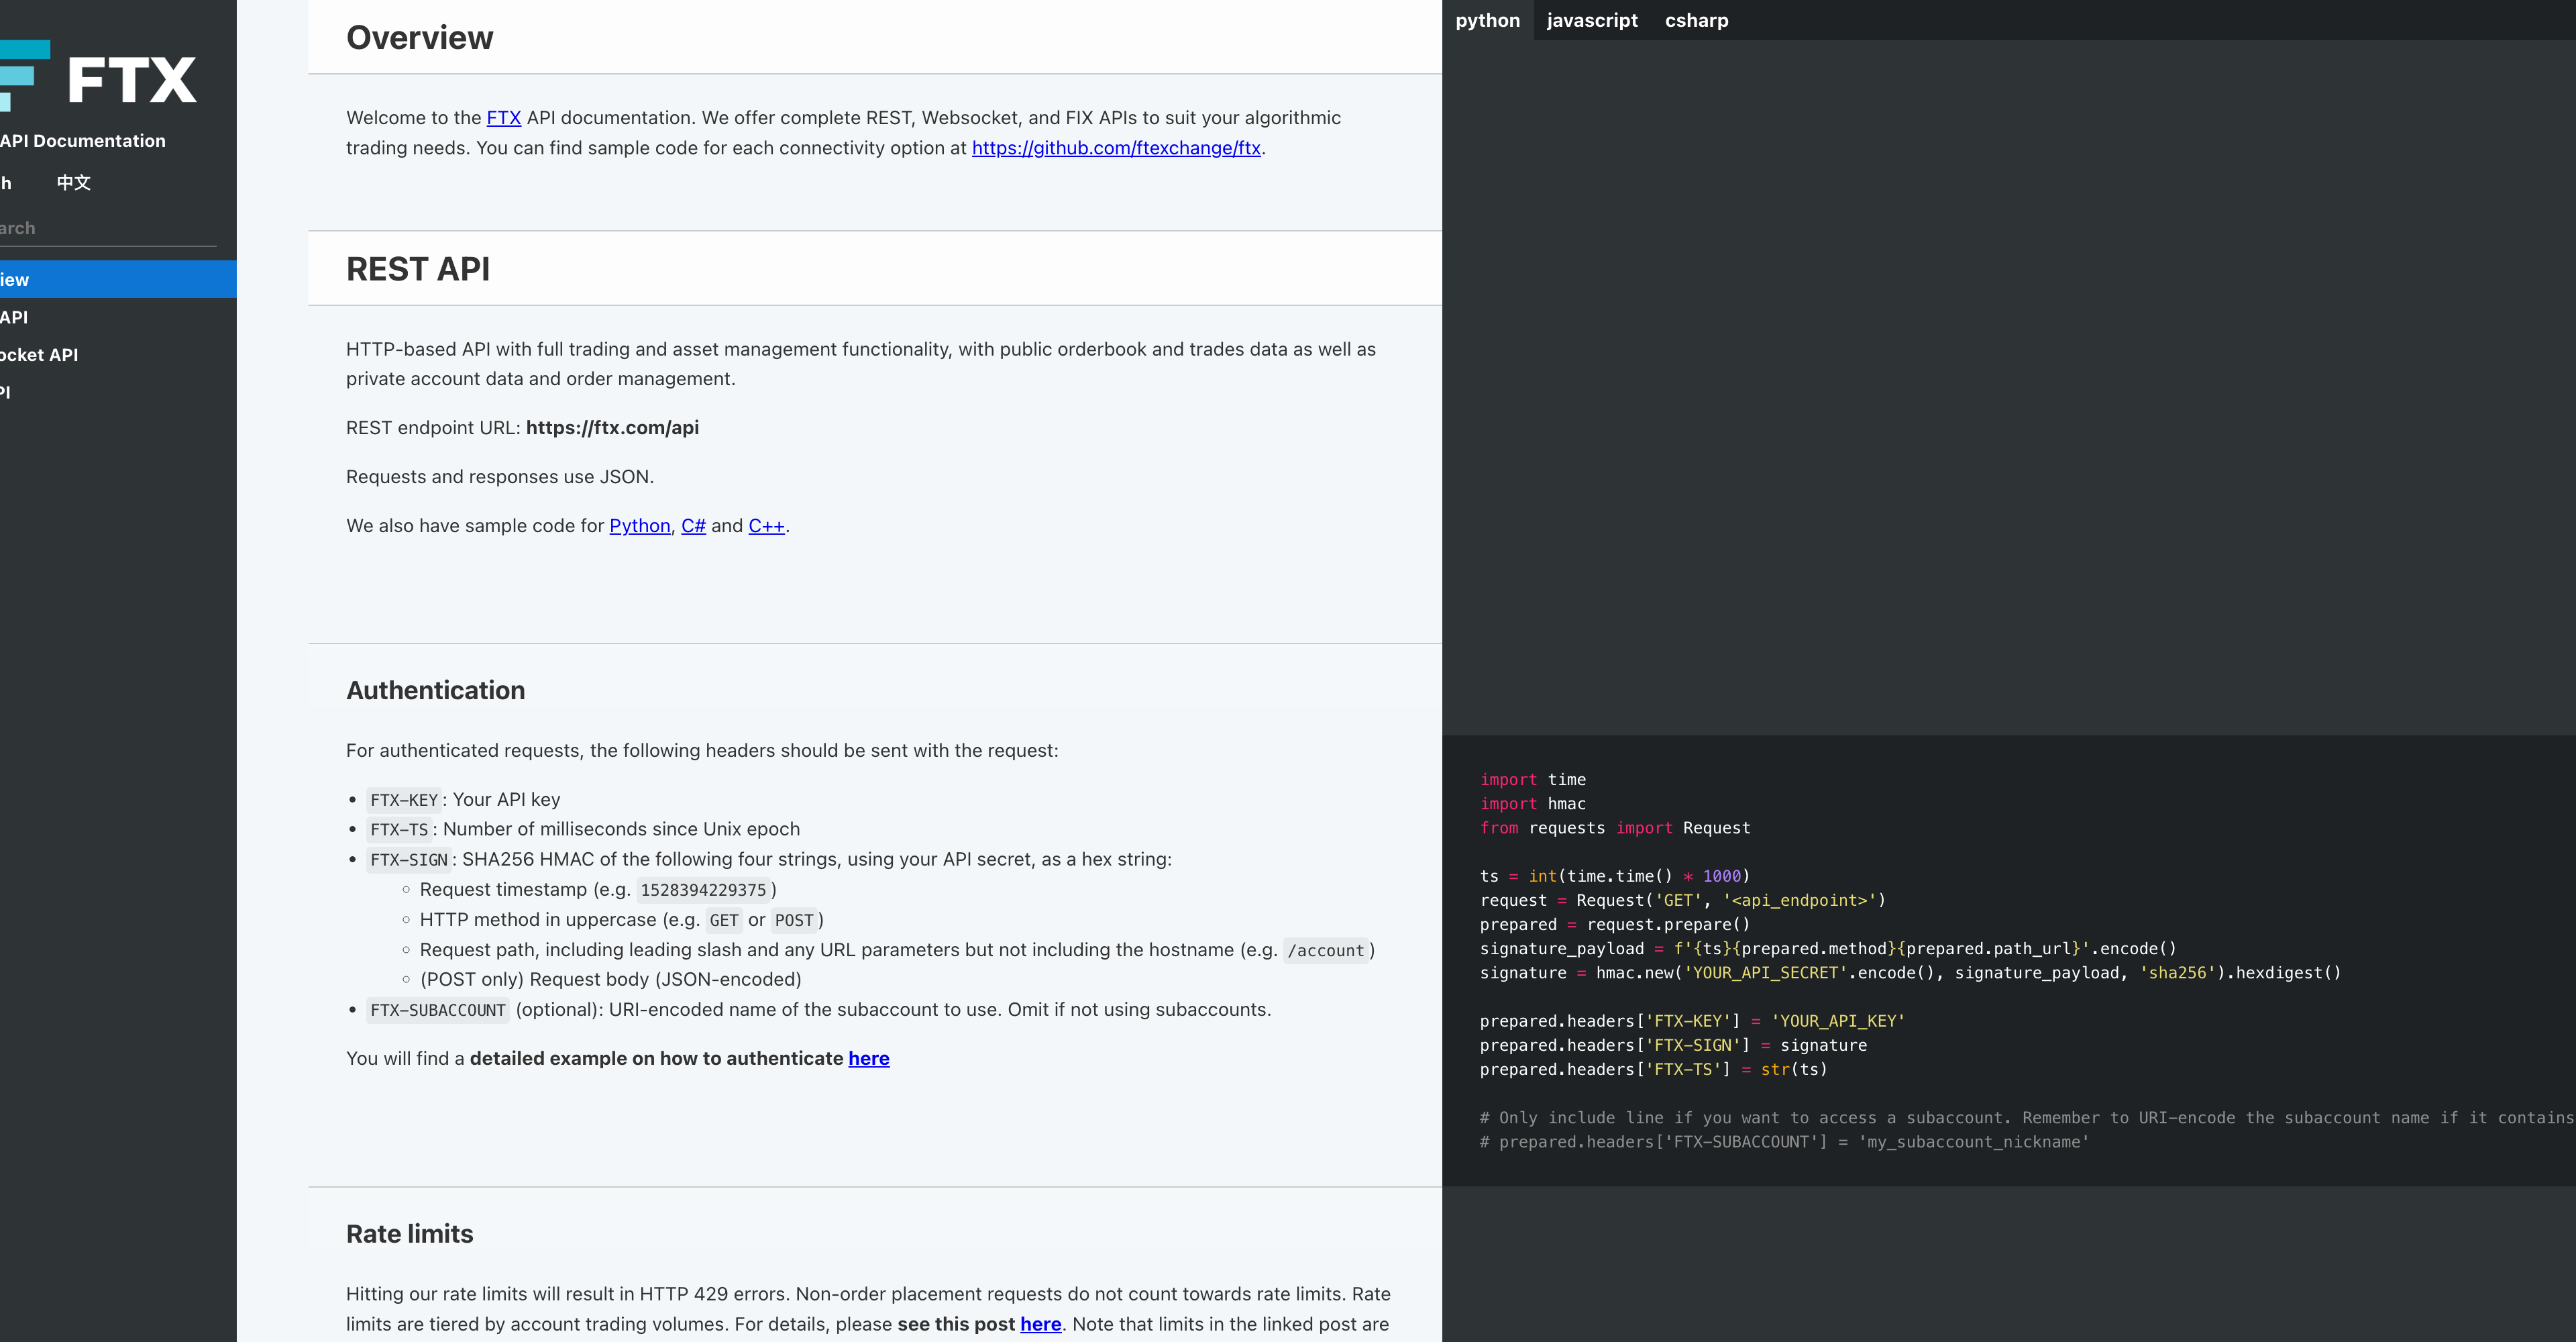 FTX
API Documentation
h 中文
arch
iew
API
ocket API
PI
Overview
Welcome to the FTX API documentation. We offer complete REST, Websocket, and FIX APIs to suit your algorithmic
trading needs. You can find sample code for each connectivity option at https://github.com/ftexchange/ftx.
REST API
HTTP-based API with full trading and asset management functionality, with public orderbook and trades data as well as
private account data and order management.
REST endpoint URL: https://ftx.com/api
Requests and responses use JSON.
We also have sample code for Python, C# and C++.
Authentication
For authenticated requests, the following headers should be sent with the request:
• FTX-KEY: Your API key
• FTX-TS: Number of milliseconds since Unix epoch
• FTX-SIGN: SHA256 HMAC of the following four strings, using your API secret, as a hex string:
◦ Request timestamp (e.g. 1528394229375)
◦ HTTP method in uppercase (e.g. GET or POST)
◦ Request path, including leading slash and any URL parameters but not including the hostname (e.g. /account)
◦ (POST only) Request body (JSON-encoded)
• FTX-SUBACCOUNT (optional): URI-encoded name of the subaccount to use. Omit if not using subaccounts.
You will find a detailed example on how to authenticate here
Rate limits
Hitting our rate limits will result in HTTP 429 errors. Non-order placement requests do not count towards rate limits. Rate
limits are tiered by account trading volumes. For details, please see this post here. Note that limits in the linked post are
python javascript csharp
import time
import hmac
from requests import Request
ts = int(time.time() * 1000)
request = Request('GET', '<api_endpoint>')
prepared = request.prepare()
signature_payload = f'{ts}{prepared.method}{prepared.path_url}'.encode()
signature = hmac.new('YOUR_API_SECRET'.encode(), signature_payload, 'sha256').hexdigest()
prepared.headers['FTX-KEY'] = 'YOUR_API_KEY'
prepared.headers['FTX-SIGN'] = signature
prepared.headers['FTX-TS'] = str(ts)
# Only include line if you want to access a subaccount. Remember to URI-encode the subaccount name if it contains
# prepared.headers['FTX-SUBACCOUNT'] = 'my_subaccount_nickname'